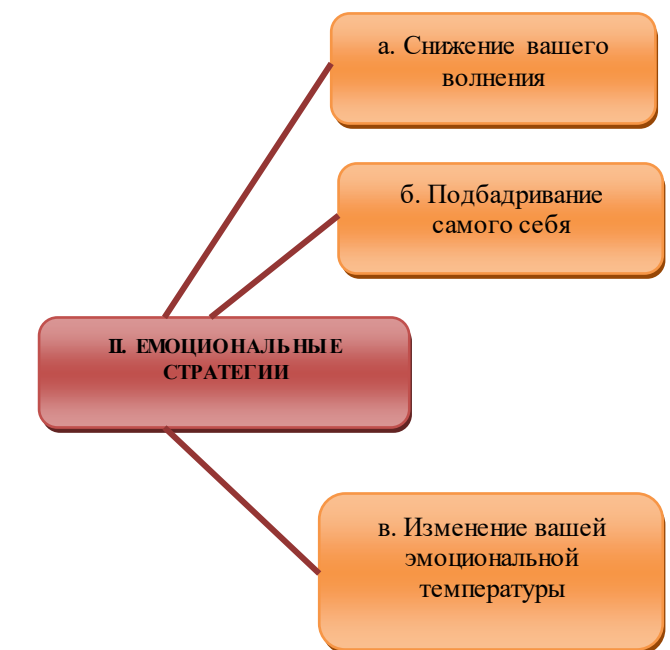 а. Снижение вашего
волнения
б. Подбадривание
самого себя
II. ЕМОЦИОНАЛЬНЫЕ
СТРАТЕГИИ
в. Изменение вашей
эмоциональной
температуры